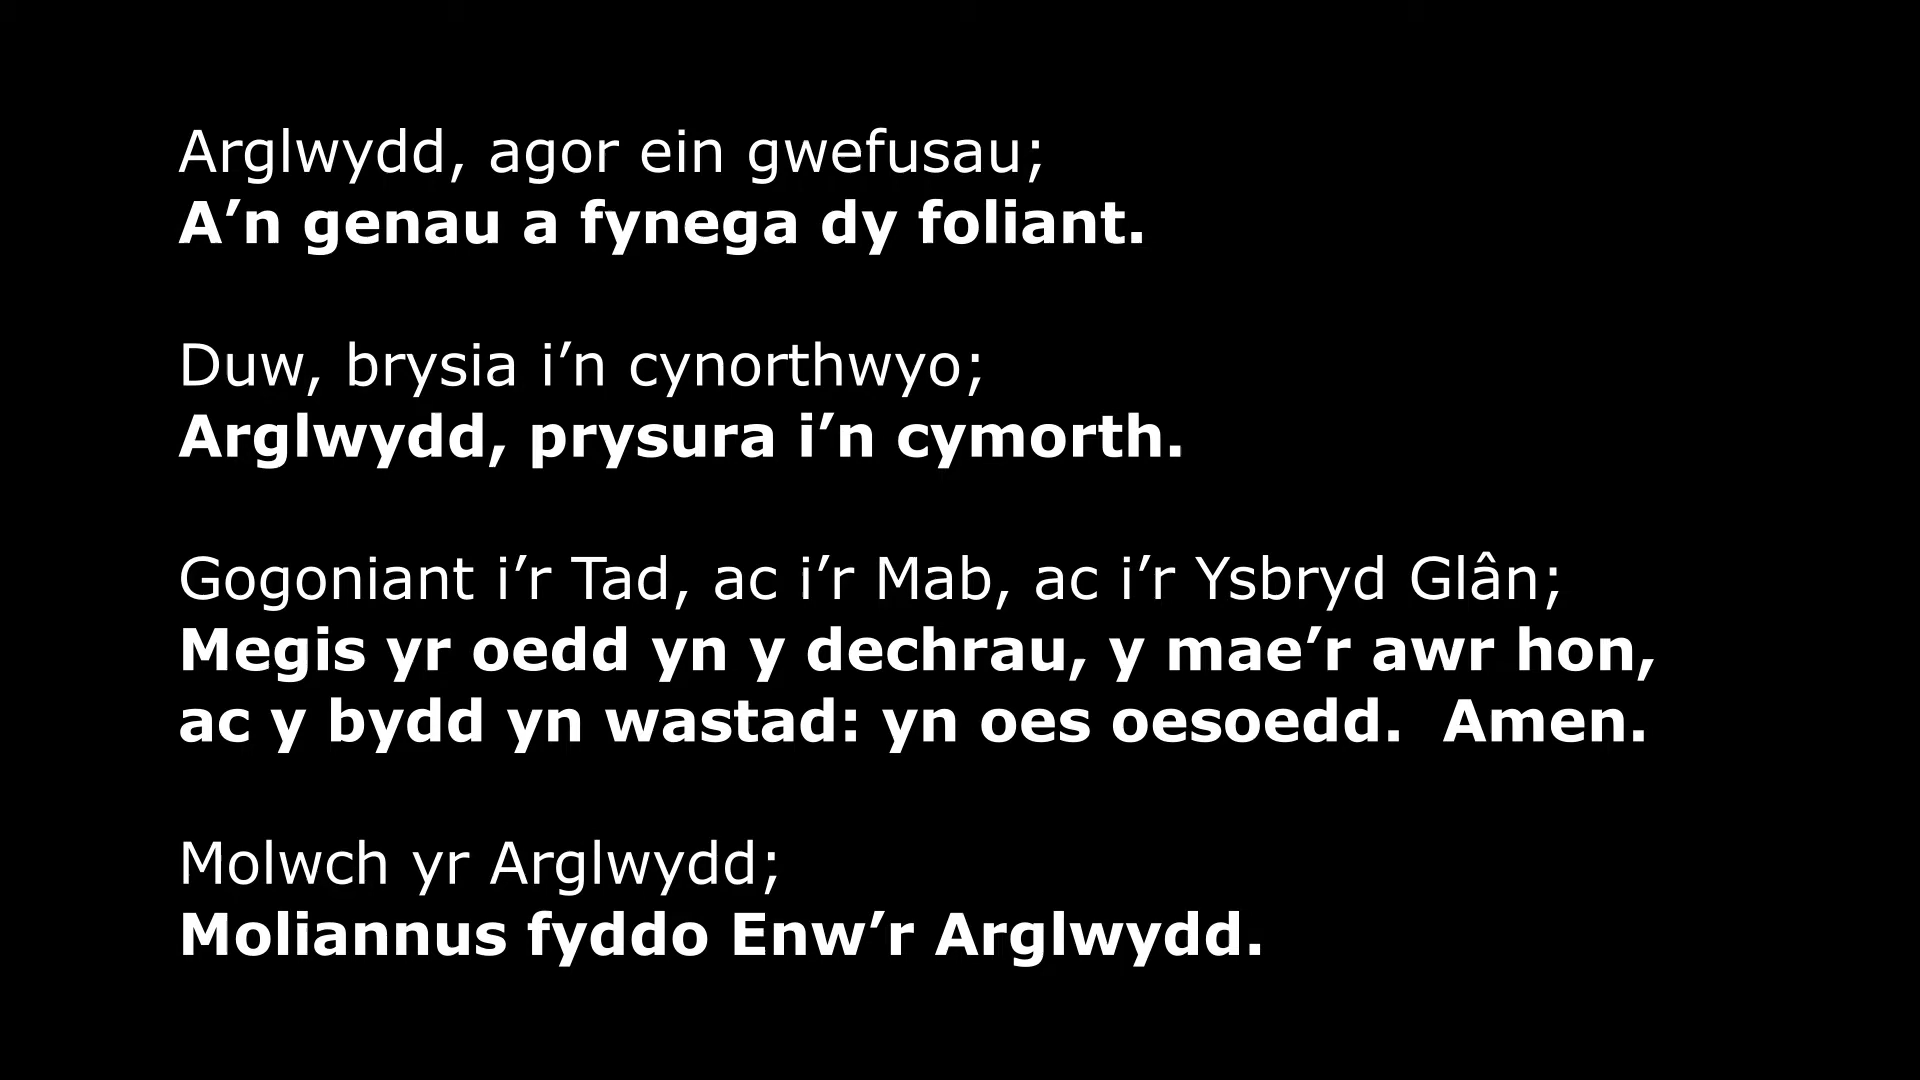 Arglwydd, agor ein gwefusau;
A’n genau a fynega dy foliant.
Duw, brysia i’n cynorthwyo;
Arglwydd, prysura i’n cymorth.
Gogoniant i’r Tad, ac i’r Mab, ac i’r Ysbryd Glân;
Megis yr oedd yn y dechrau, y mae’r awr hon,
ac y bydd yn wastad: yn oes oesoedd.  Amen.
Molwch yr Arglwydd;
Moliannus fyddo Enw’r Arglwydd.